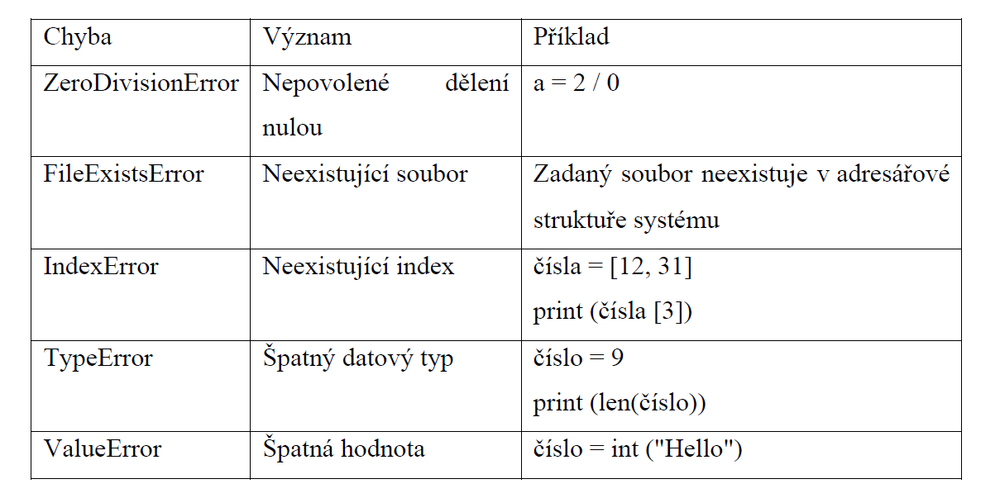 Chyba Význam Příklad
ZeroDivisionError Nepovolené dělení a = 2 / 0
nulou
FileExistsError Neexistující soubor Zadaný soubor neexistuje v adresářové
struktuře systému
IndexError Neexistující index čísla = [12, 31]
print (čísla [3])
TypeError Špatný datový typ číslo = 9
print (len(číslo))
ValueError Špatná hodnota číslo = int ("Hello")